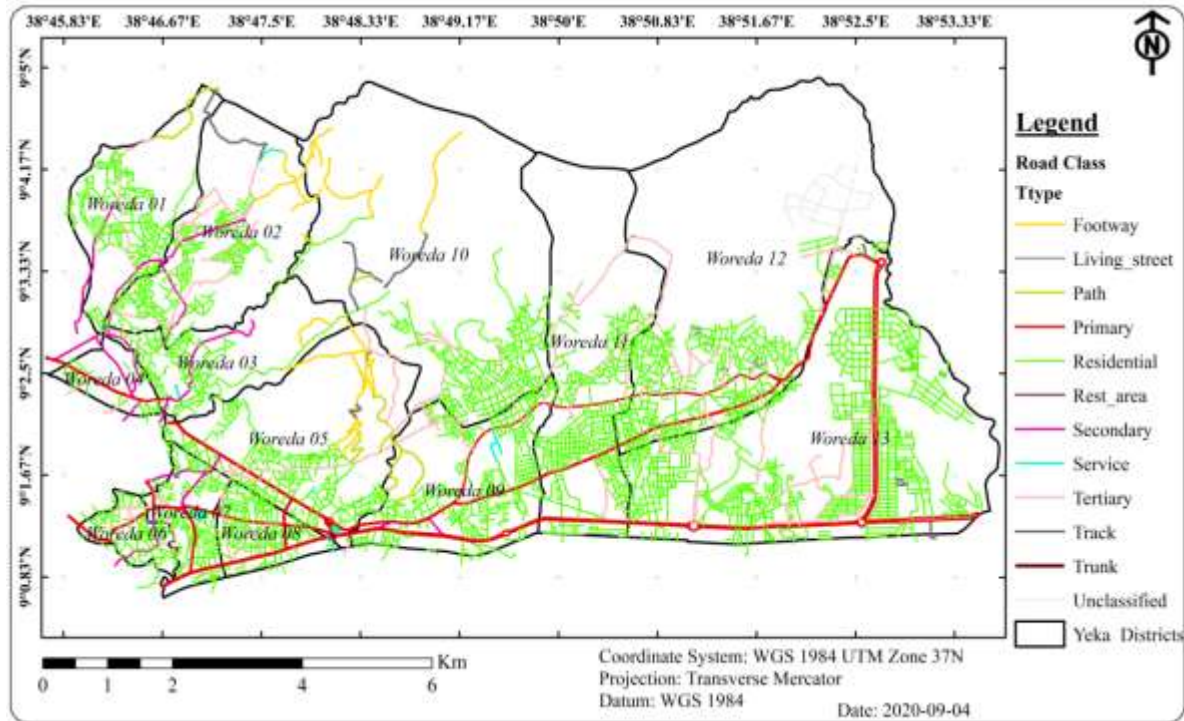 38°45.83'E 38°46.67'E 38°47.5'E 38°48.33'E 38°49.17'E 38°50'E 38°50.83'E 38°51.67'E 38°52.5'E 38°53.33'E
N
9°5'N
9°4.17'N
9°3.33'N
9°2.5'N
9°1.67'N
9°0.83'N
Woreda 01
Woreda 02
Woreda 10
Woreda 12
Woreda 11
Woreda 03
Woreda 04
Woreda 05
Woreda 13
Woreda 09
Woreda 07
Woreda 06
Woreda 08
Legend
Road Class
Ttype
Footway
Living_street
Path
Primary
Residential
Rest_area
Secondary
Service
Tertiary
Track
Trunk
Unclassified
Yeka Districts
Km
0 1 2 4 6
Coordinate System: WGS 1984 UTM Zone 37N
Projection: Transverse Mercator
Datum: WGS 1984
Date: 2020-09-04